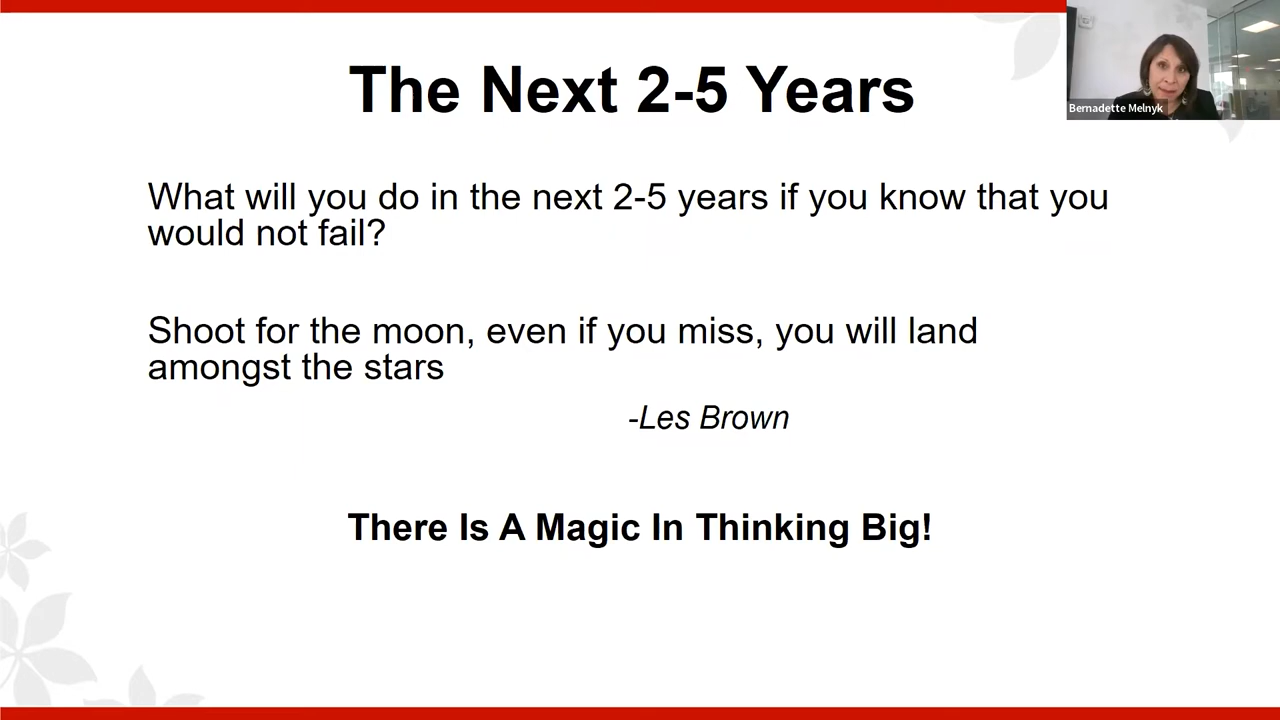 The Next 2-5 Years
Bernadette Melnyk
What will you do in the next 2-5 years if you know that you
would not fail?
Shoot for the moon, even if you miss, you will land
amongst the stars
-Les Brown
There Is A Magic In Thinking Big!